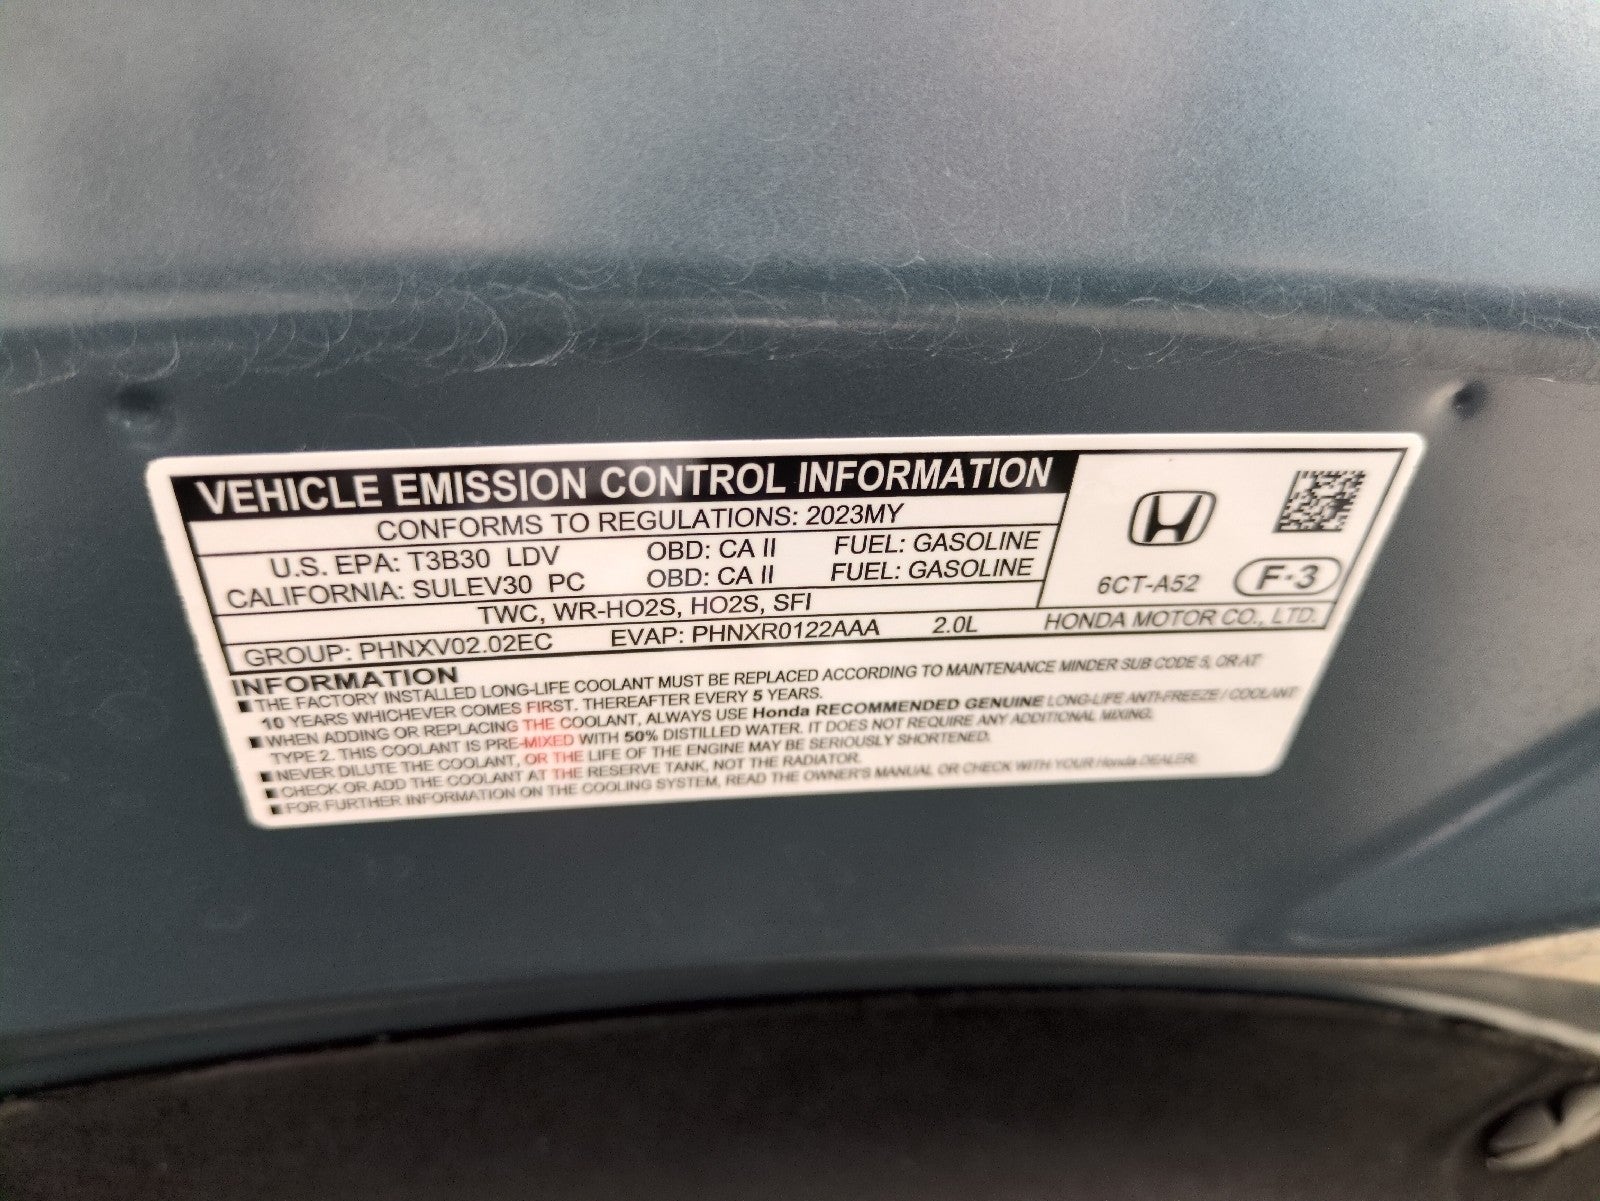 VEHICLE EMISSION CONTROL INFORMATION
CONFORMS TO REGULATIONS: 2023MY
U.S. EPA: T3B30 LDV OBD: CA II FUEL: GASOLINE
CALIFORNIA: SULEV30 PC OBD: CA II FUEL: GASOLINE
TWC, WR-HO2S, HO2S, SFI
6CT-A52 F-3
GROUP: PHNXV02.02EC EVAP: PHNXR0122AAA 2.0L HONDA MOTOR CO., LTD.
INFORMATION
■ THE FACTORY INSTALLED LONG-LIFE COOLANT MUST BE REPLACED ACCORDING TO MAINTENANCE MINDER SUB CODE 5, OR AT
10 YEARS WHICHEVER COMES FIRST. THEREAFTER EVERY 5 YEARS.
■ WHEN ADDING OR REPLACING THE COOLANT, ALWAYS USE Honda RECOMMENDED GENUINE LONG-LIFE ANTI-FREEZE / COOLANT
TYPE 2. THIS COOLANT IS PRE-MIXED WITH 50% DISTILLED WATER. IT DOES NOT REQUIRE ANY ADDITIONAL MIXING.
■ NEVER DILUTE THE COOLANT, OR THE LIFE OF THE ENGINE MAY BE SERIOUSLY SHORTENED.
■ CHECK OR ADD THE COOLANT AT THE RESERVE TANK, NOT THE RADIATOR.
■ FOR FURTHER INFORMATION ON THE COOLING SYSTEM, READ THE OWNER'S MANUAL OR CHECK WITH YOUR Honda DEALER.